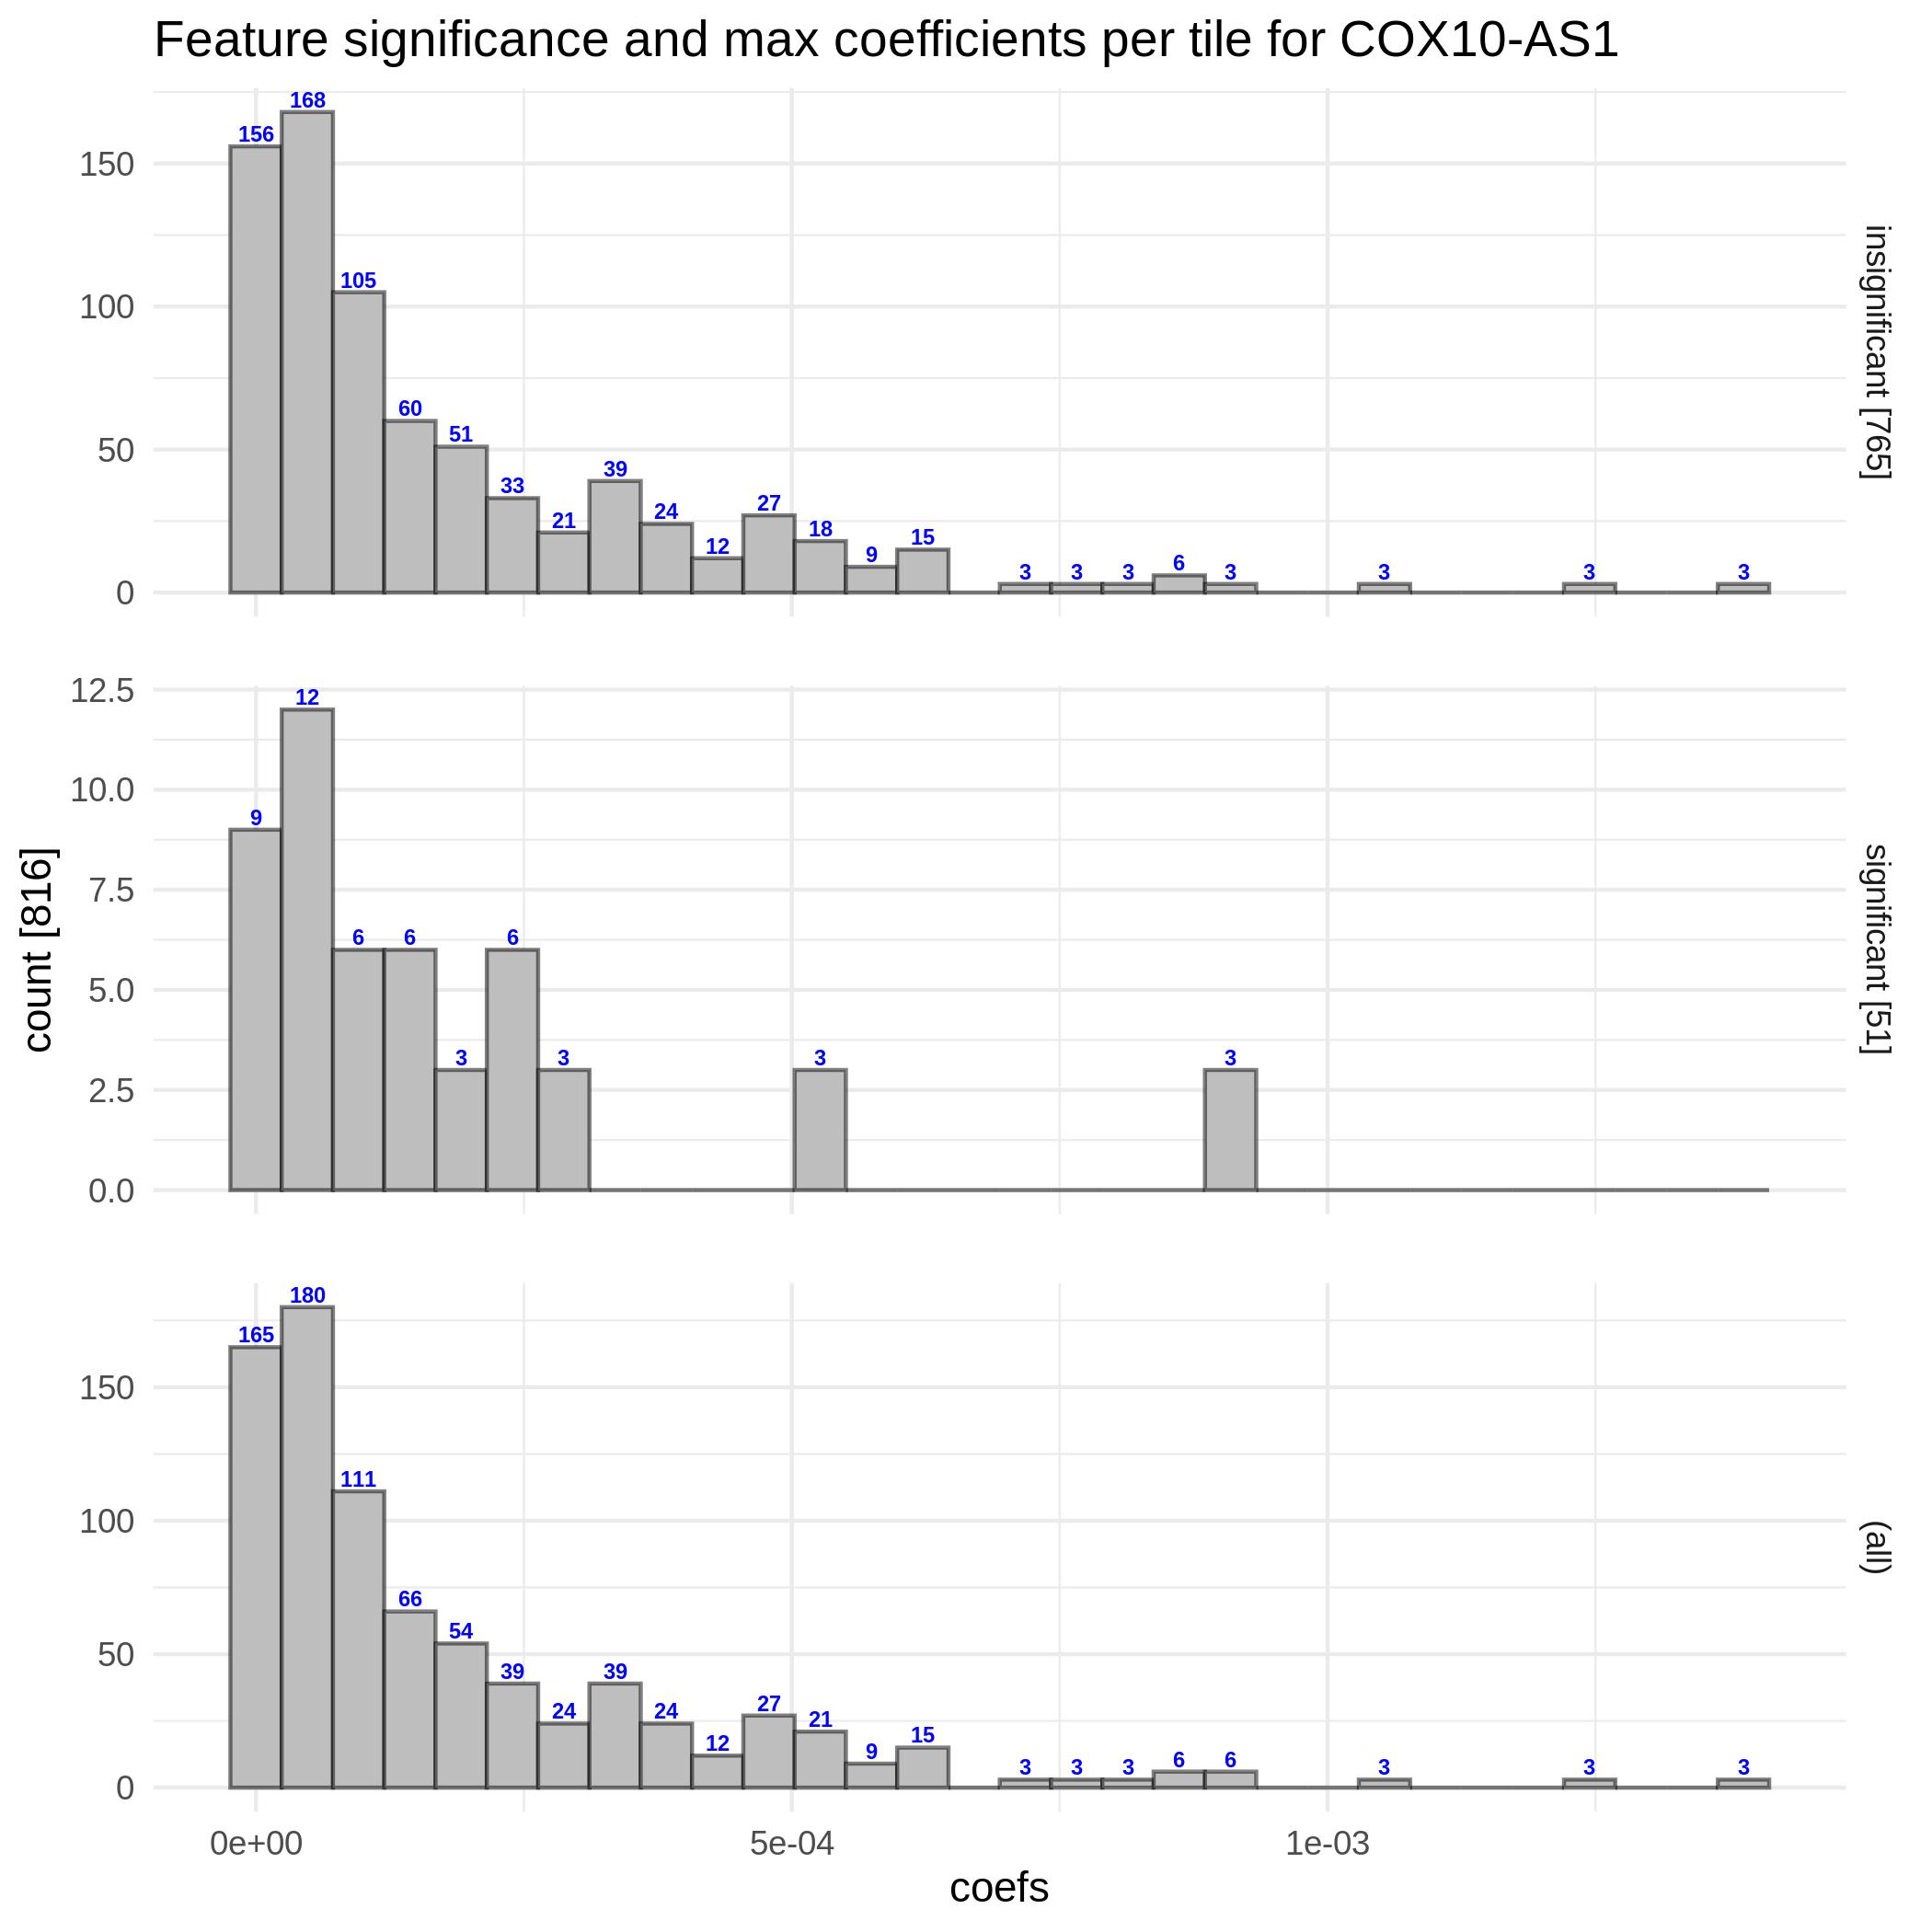 Feature significance and max coefficients per tile for COX10-AS1
168
156
150
105
100
60
51
50
39
33
27
24
21
18
15
12
9
3 3 3 6 3 3 3 3
0
insignificant [765]
12.5
12
10.0
9
7.5
6 6 6
5.0
3 3 3 3
2.5
0.0
significant [51]
count [816]
180
165
150
111
100
66
54
50
39 39
24 24 27 21
12 9 15
3 3 3 6 6 3 3 3
0
(all)
0e+00 5e-04 1e-03
coefs